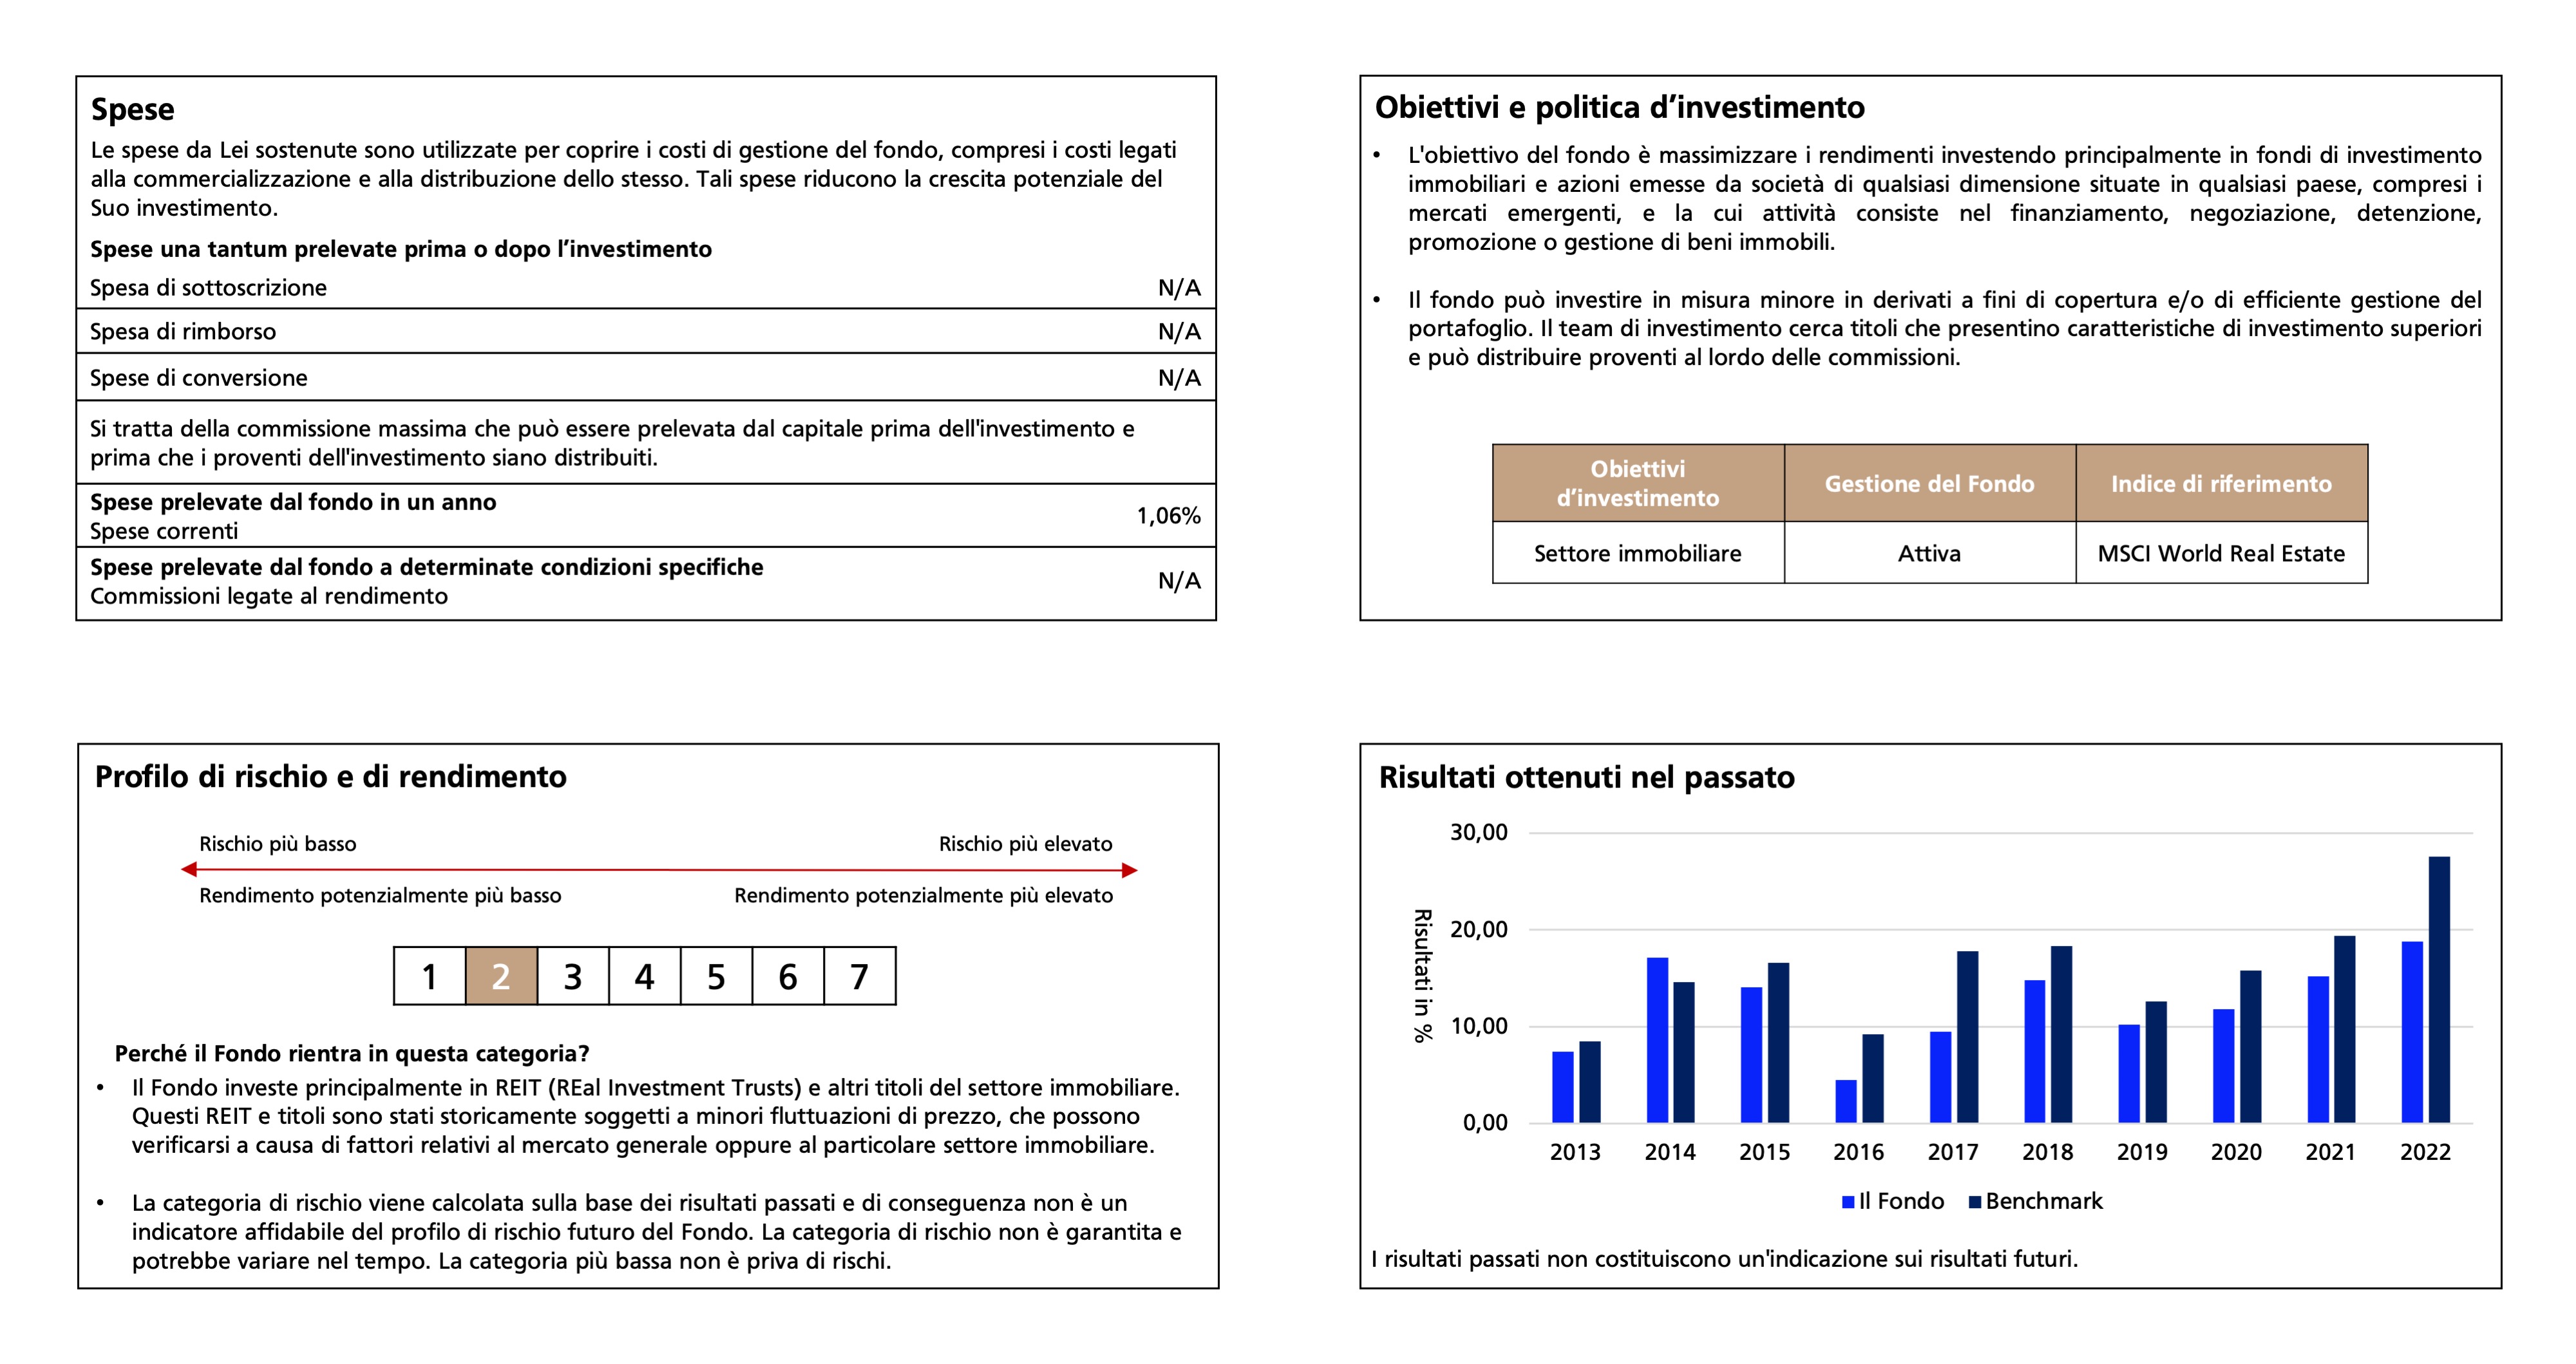 Spese
Le spese da Lei sostenute sono utilizzate per coprire i costi di gestione del fondo, compresi i costi legati
alla commercializzazione e alla distribuzione dello stesso. Tali spese riducono la crescita potenziale del
Suo investimento.
Spese una tantum prelevate prima o dopo l’investimento
Spesa di sottoscrizione N/A
Spesa di rimborso N/A
Spese di conversione N/A
Si tratta della commissione massima che può essere prelevata dal capitale prima dell'investimento e
prima che i proventi dell'investimento siano distribuiti.
Spese prelevate dal fondo in un anno
Spese correnti
1,06%
Spese prelevate dal fondo a determinate condizioni specifiche
Commissioni legate al rendimento
N/A
Obiettivi e politica d’investimento
• L'obiettivo del fondo è massimizzare i rendimenti investendo principalmente in fondi di investimento
immobiliari e azioni emesse da società di qualsiasi dimensione situate in qualsiasi paese, compresi i
mercati emergenti, e la cui attività consiste nel finanziamento, negoziazione, detenzione,
promozione o gestione di beni immobili.
• Il fondo può investire in misura minore in derivati a fini di copertura e/o di efficiente gestione del
portafoglio. Il team di investimento cerca titoli che presentino caratteristiche di investimento superiori
e può distribuire proventi al lordo delle commissioni.
Obiettivi
d’investimento
Gestione del Fondo
Indice di riferimento
Settore immobiliare
Attiva
MSCI World Real Estate
Profilo di rischio e di rendimento
Rischio più basso
Rischio più elevato
Rendimento potenzialmente più basso
Rendimento potenzialmente più elevato
1 2 3 4 5 6 7
Perché il Fondo rientra in questa categoria?
• Il Fondo investe principalmente in REIT (REal Investment Trusts) e altri titoli del settore immobiliare.
Questi REIT e titoli sono stati storicamente soggetti a minori fluttuazioni di prezzo, che possono
verificarsi a causa di fattori relativi al mercato generale oppure al particolare settore immobiliare.
• La categoria di rischio viene calcolata sulla base dei risultati passati e di conseguenza non è un
indicatore affidabile del profilo di rischio futuro del Fondo. La categoria di rischio non è garantita e
potrebbe variare nel tempo. La categoria più bassa non è priva di rischi.
Risultati ottenuti nel passato
Risultati in %
30,00
20,00
10,00
0,00
2013 2014 2015 2016 2017 2018 2019 2020 2021 2022
Il Fondo Benchmark
I risultati passati non costituiscono un'indicazione sui risultati futuri.